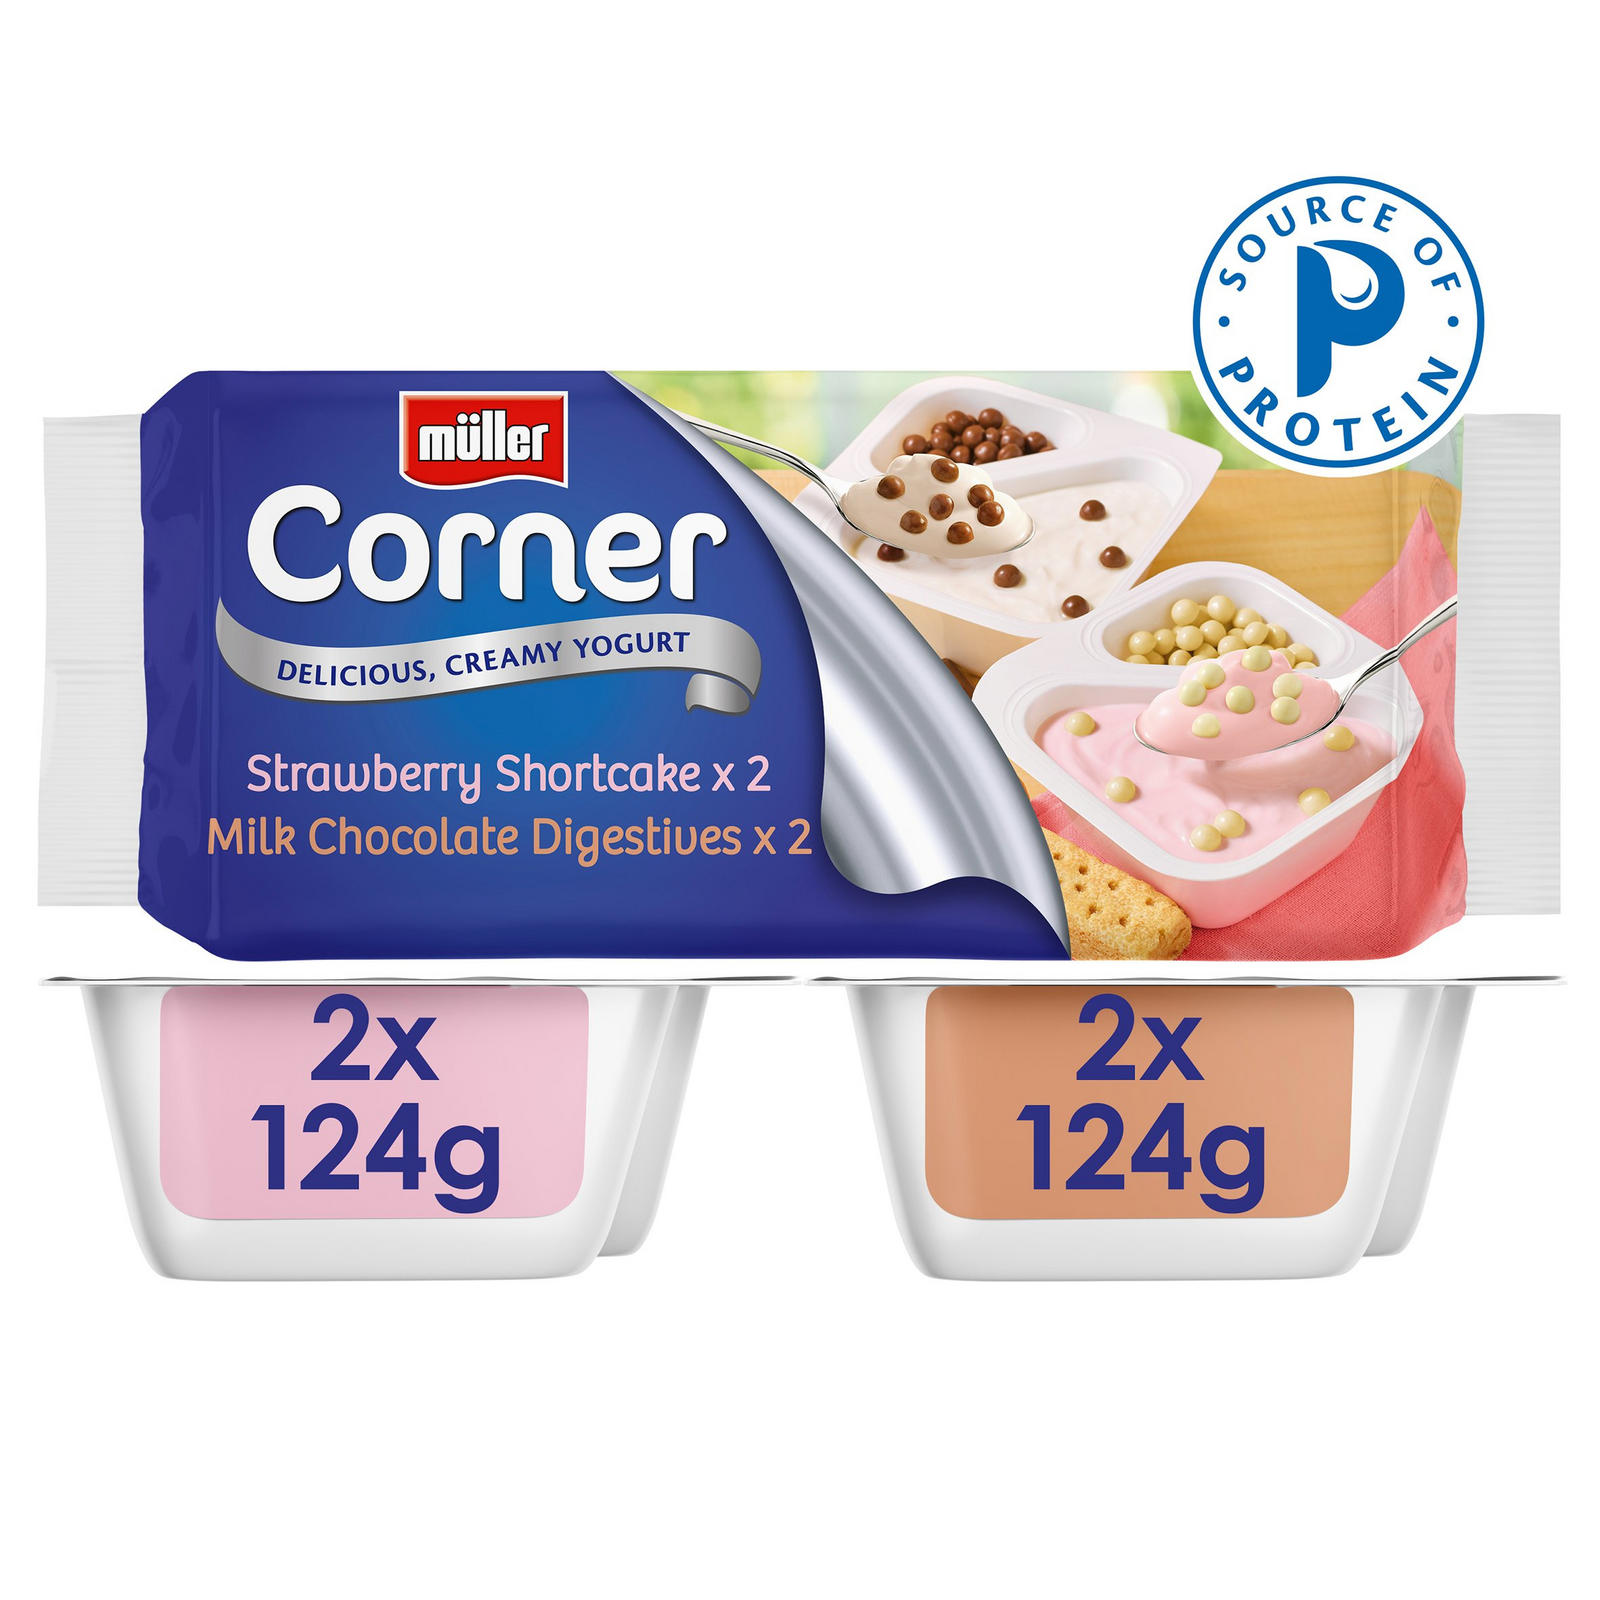 SOURCE OF
P
PROTEIN
müller
Corner
DELICIOUS, CREAMY YOGURT
Strawberry Shortcake x 2
Milk Chocolate Digestives x 2
2x
124g
2x
124g